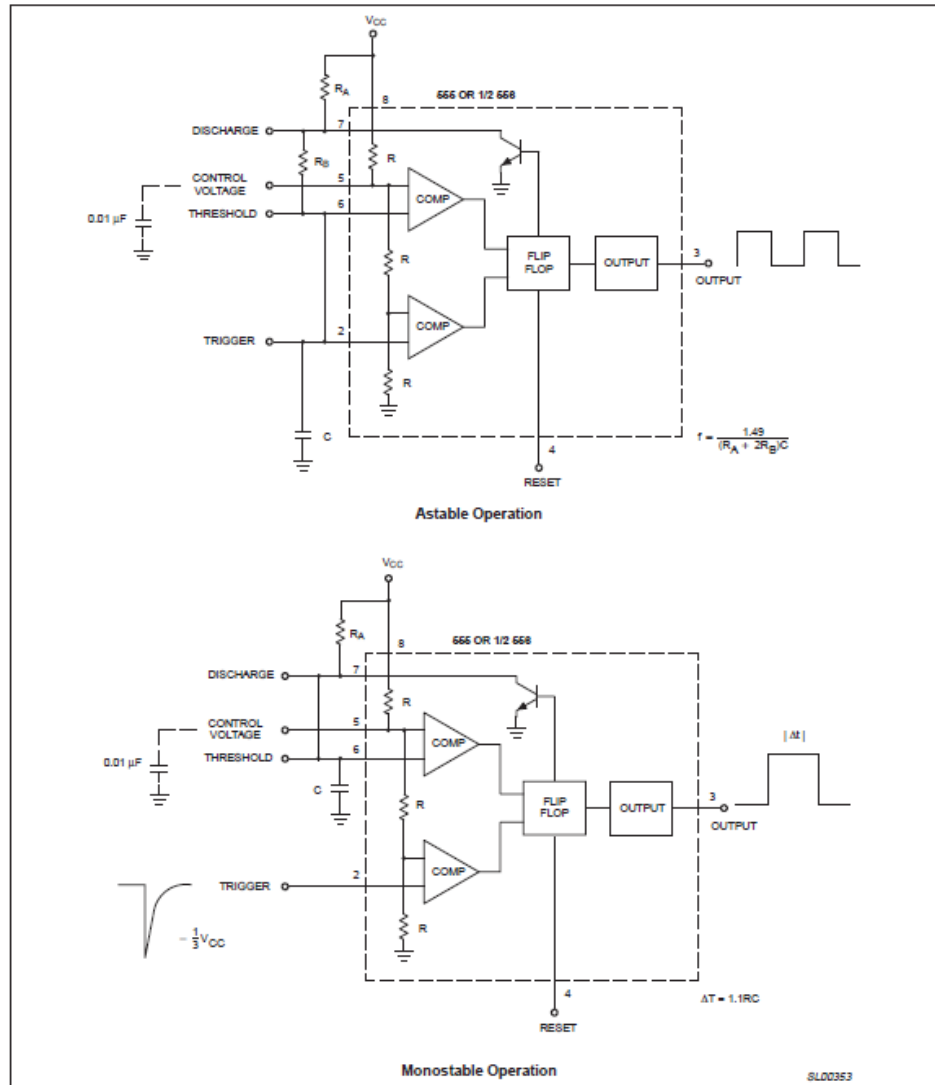 VCC
RA
8
555 OR 1/2 556
DISCHARGE
7
RB
R
CONTROL
VOLTAGE
5
COMP
0.01 µF
THRESHOLD
6
R
FLIP
FLOP
OUTPUT
3
OUTPUT
COMP
TRIGGER
2
R
C
4
RESET
f = 1.49
(RA + 2RB)C
Astable Operation
VCC
RA
8
555 OR 1/2 556
DISCHARGE
7
R
CONTROL
VOLTAGE
5
COMP
| Δt |
0.01 µF
THRESHOLD
6
C
R
FLIP
FLOP
OUTPUT
3
OUTPUT
COMP
TRIGGER
2
– 1/3 VCC
R
4
RESET
ΔT = 1.1RC
Monostable Operation
SL00353